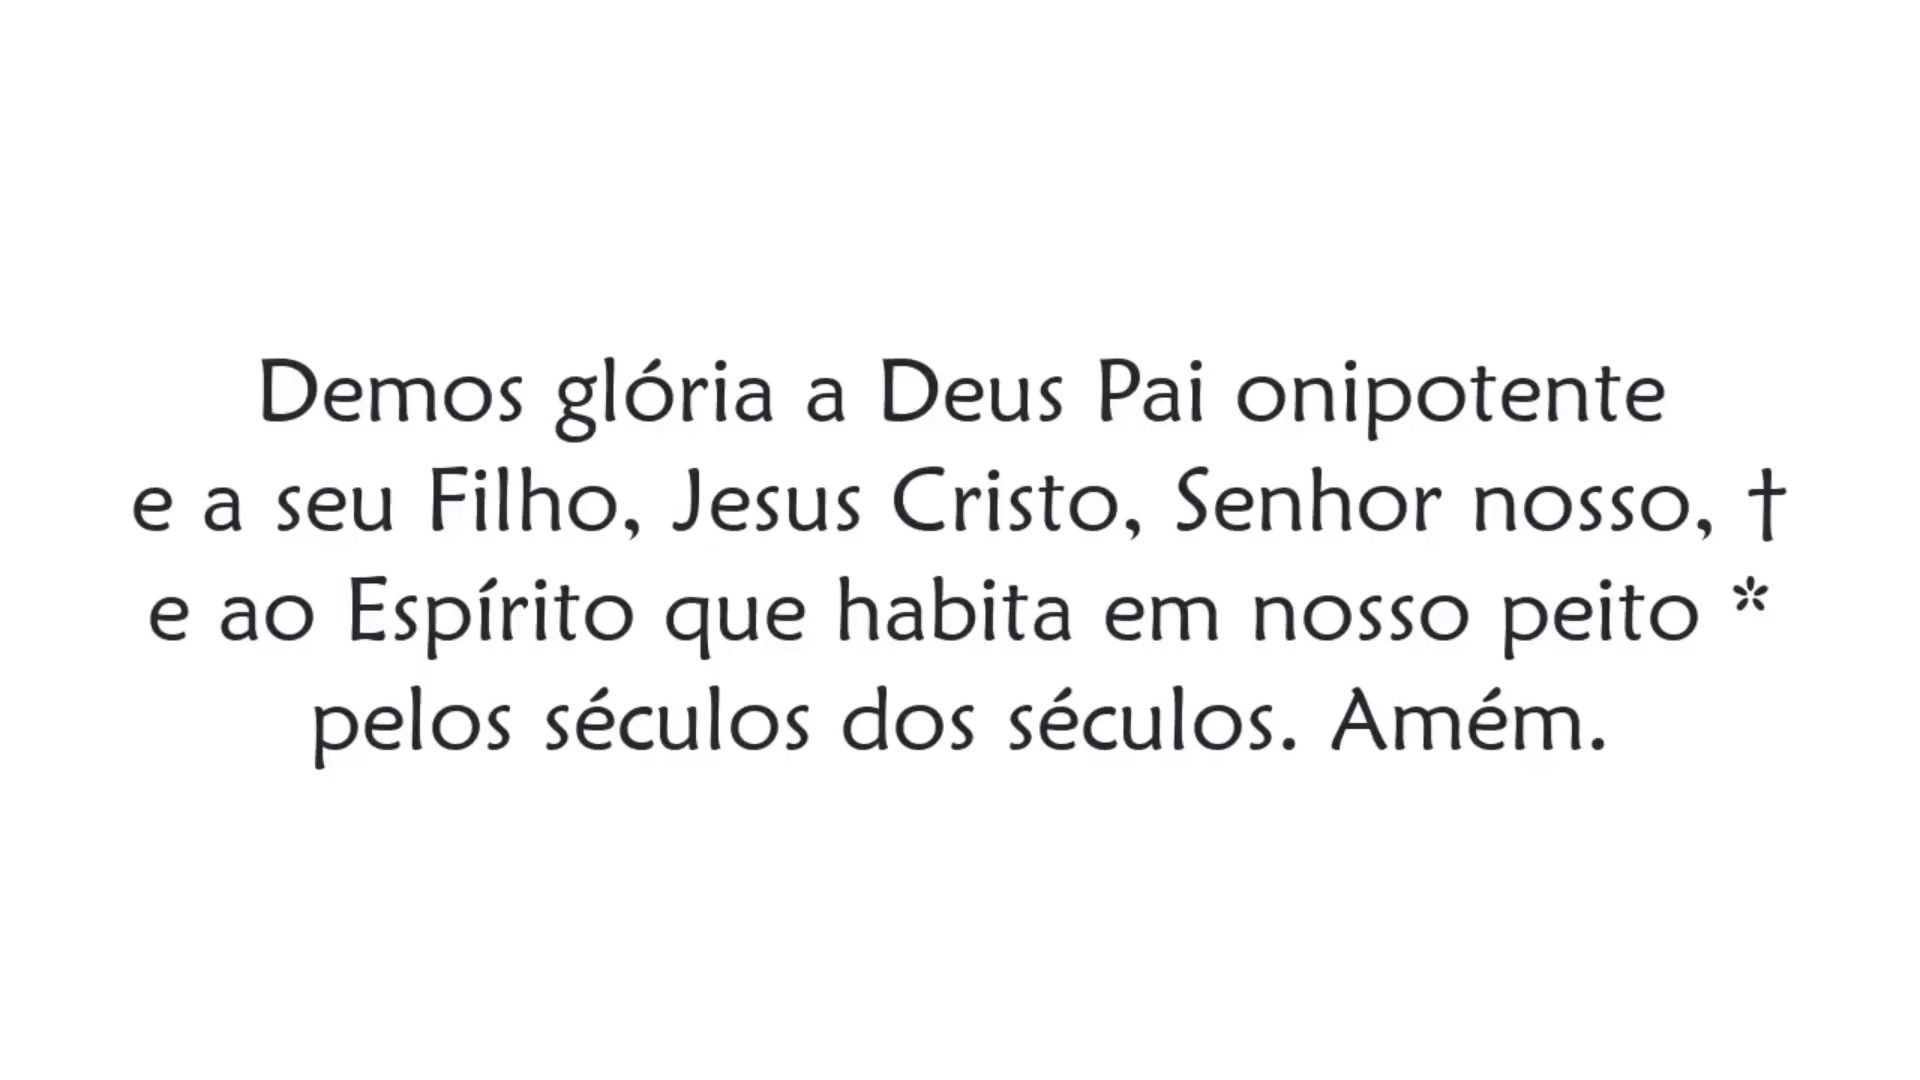 Demos glória a Deus Pai onipotente
e a seu Filho, Jesus Cristo, Senhor nosso, †
e ao Espírito que habita em nosso peito *
pelos séculos dos séculos. Amém.